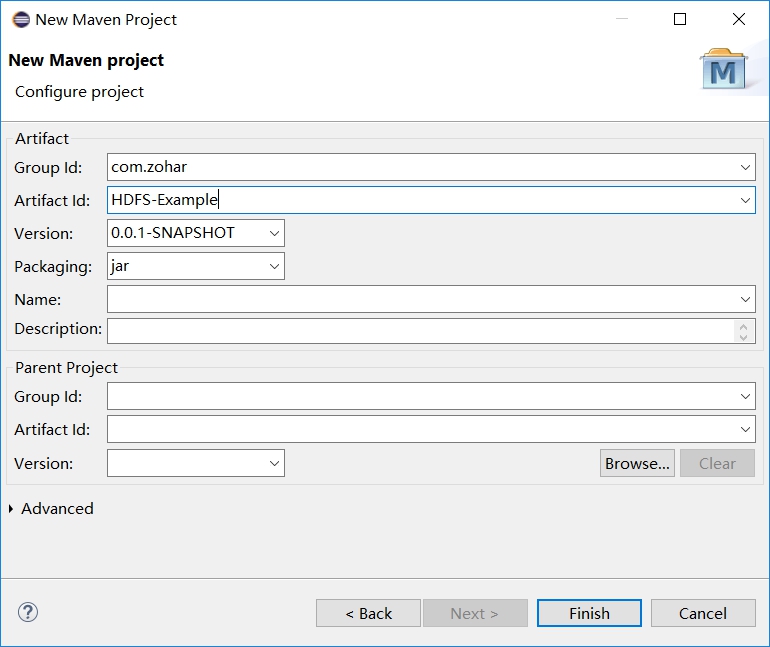 New Maven Project
New Maven project
Configure project
M
Artifact
Group Id: com.zohar
Artifact Id: HDFS-Example
Version: 0.0.1-SNAPSHOT
Packaging: jar
Name:
Description:
Parent Project
Group Id:
Artifact Id:
Version: Browse... Clear
Advanced
? < Back Next > Finish Cancel